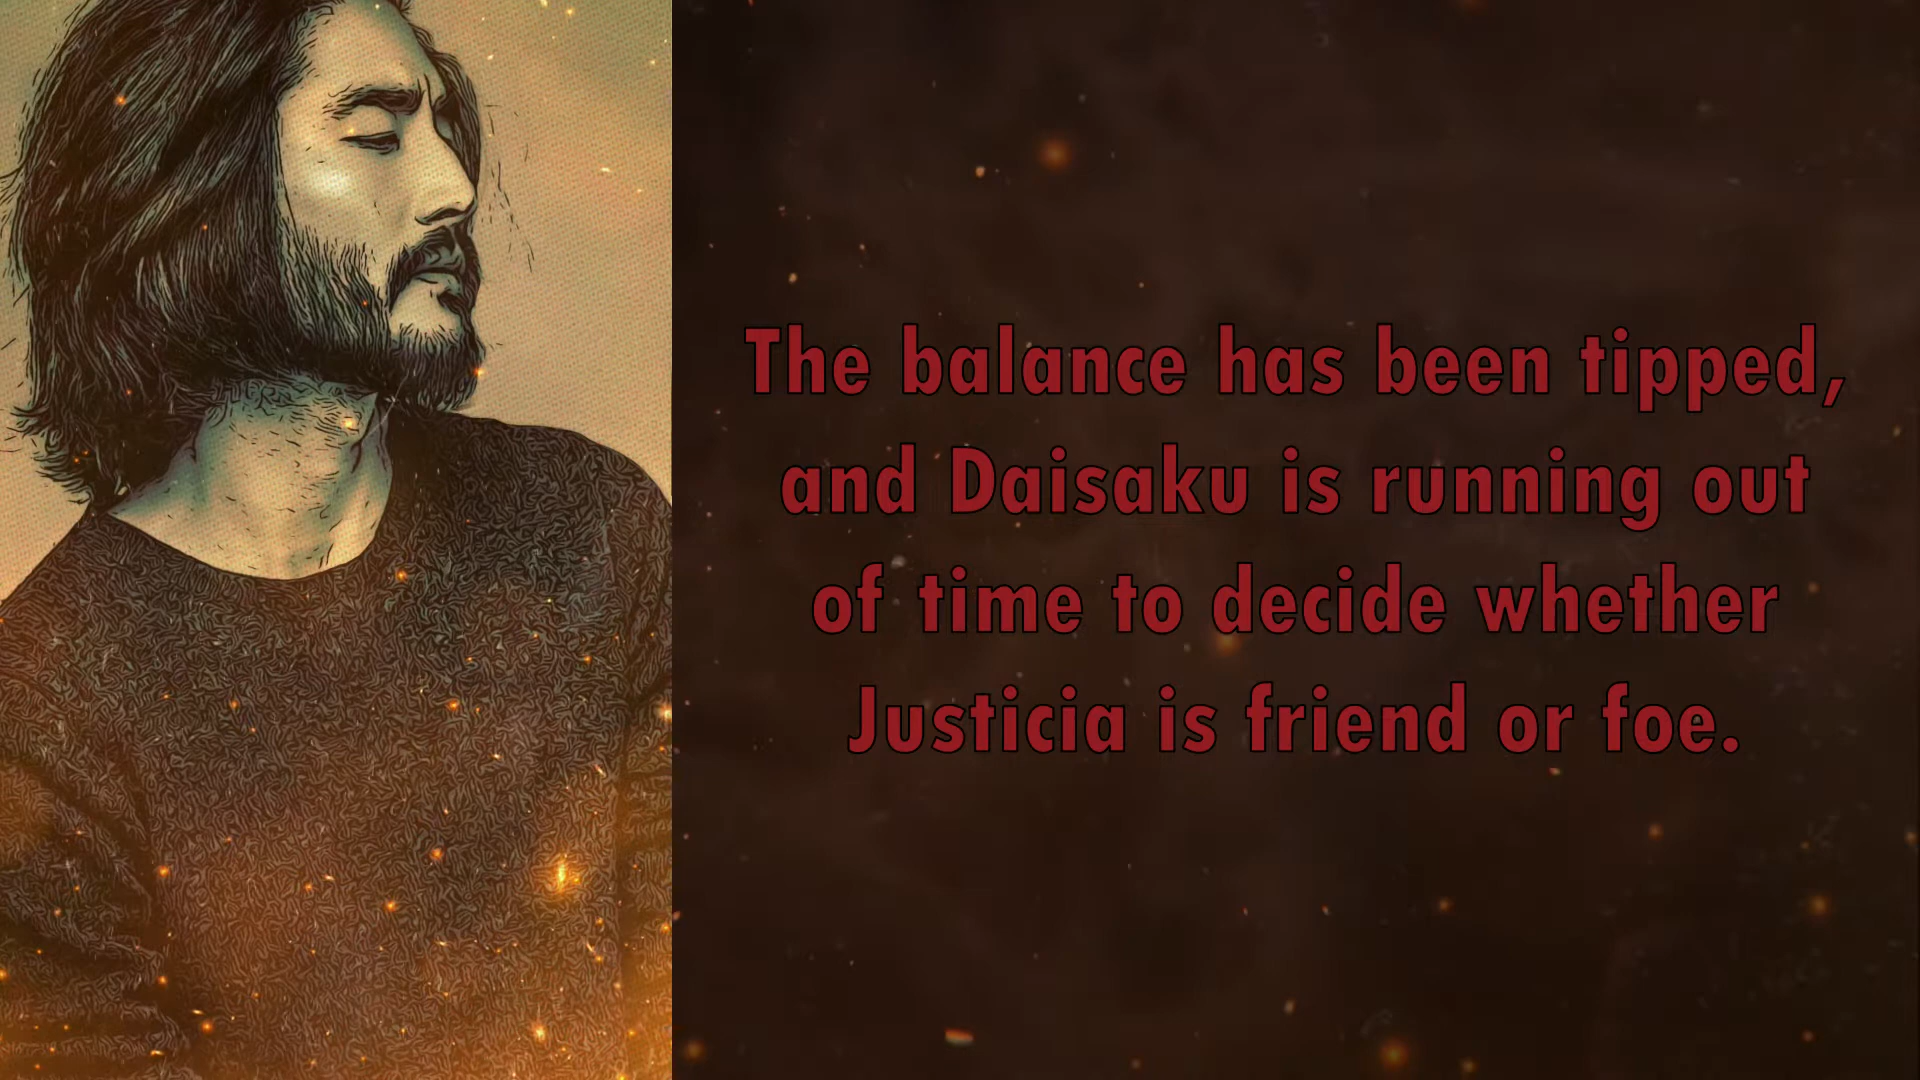 The balance has been tipped,
and Daisaku is running out
of time to decide whether
Justicia is friend or foe.